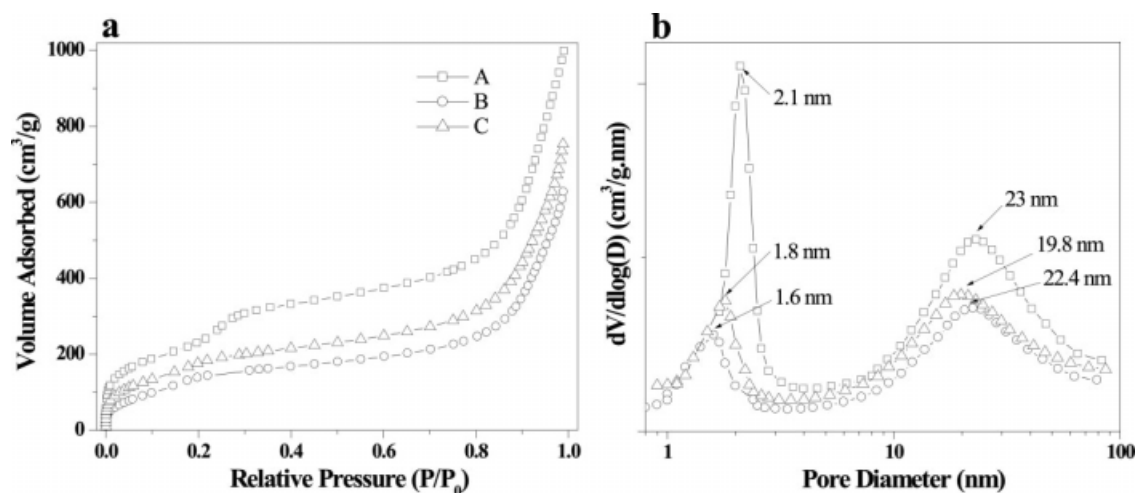 a
1000
800
600
400
200
0
Volume Adsorbed (cm³/g)
A
B
C
0.0 0.2 0.4 0.6 0.8 1.0
Relative Pressure (P/P₀)
b
dV/dlog(D) (cm³/g.nm)
2.1 nm
1.8 nm
1.6 nm
23 nm
19.8 nm
22.4 nm
1 10 100
Pore Diameter (nm)